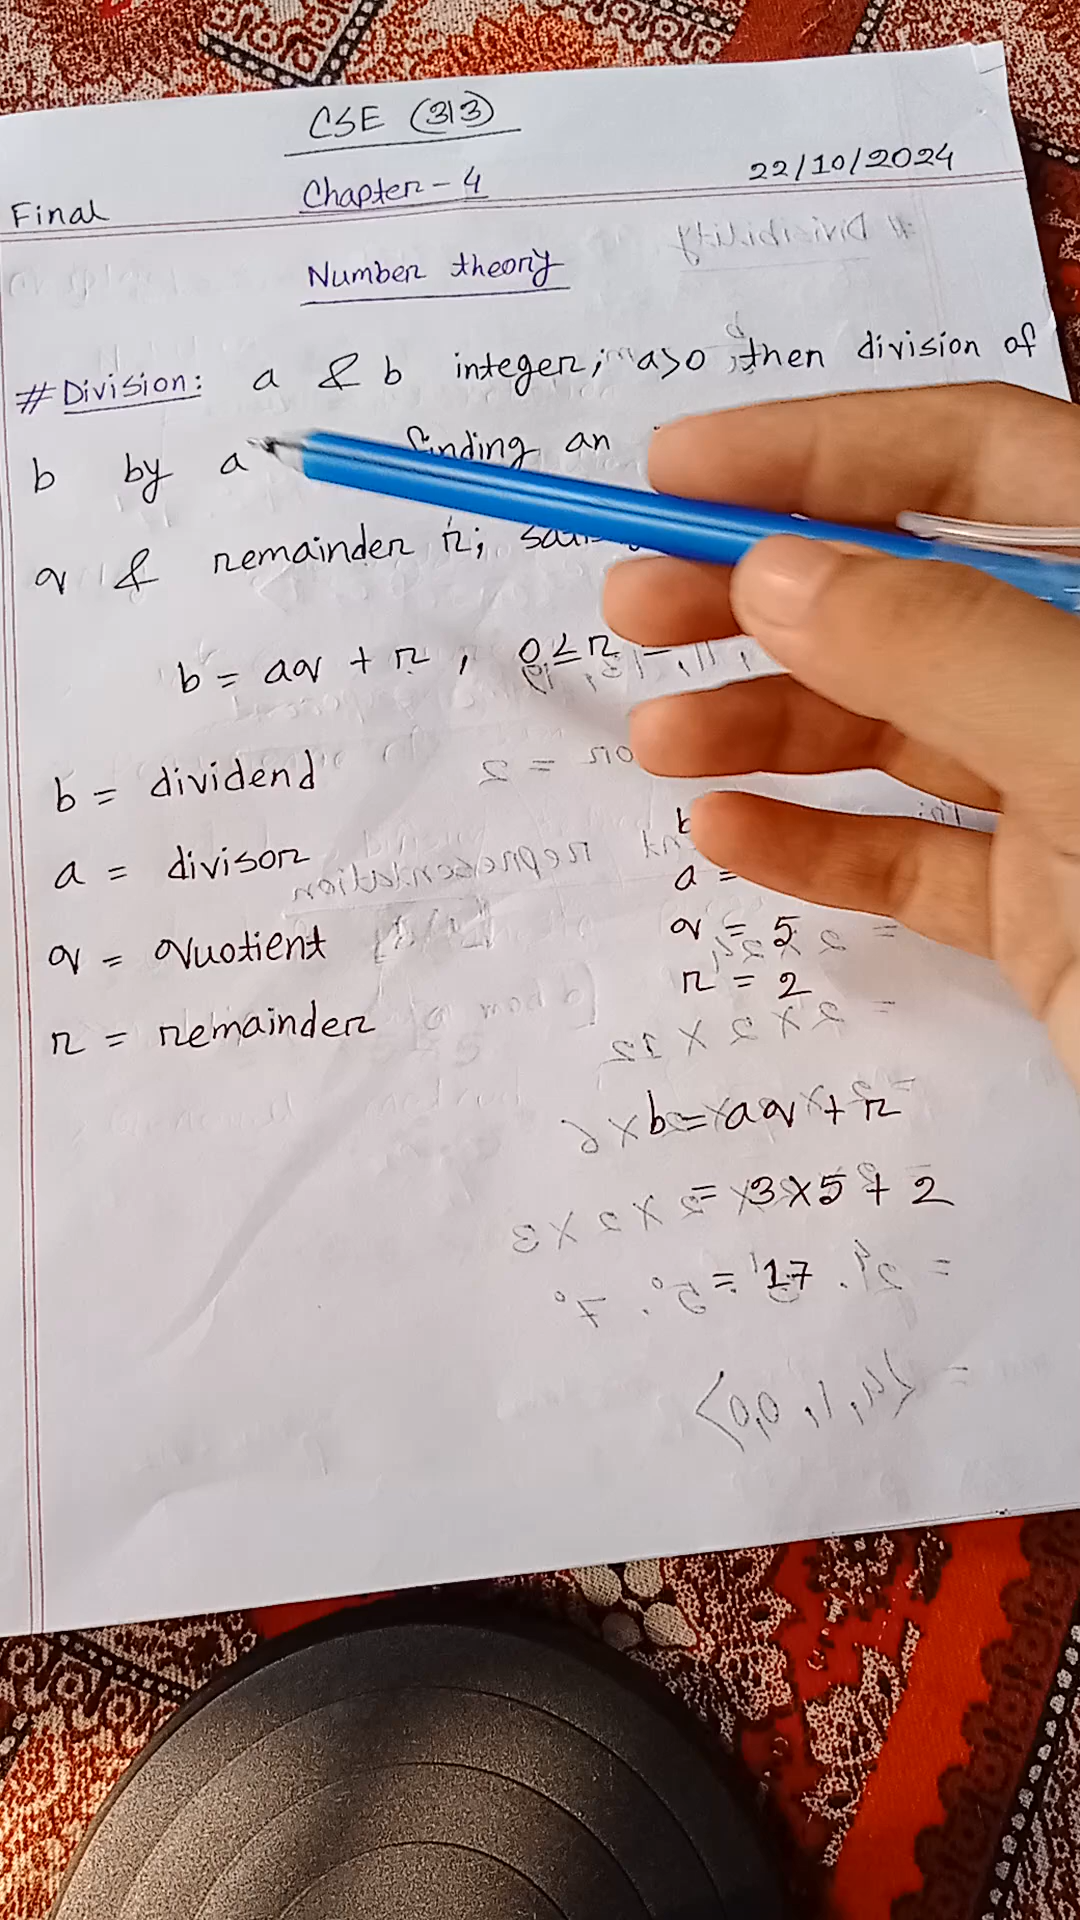 CSE (313)
Final
Chapter - 4
22/10/2024
Number theory
# Division: a & b integer; a>0, then division of
b by a finding an
q & remainder r;
b = aq + r , 0≤r
b = dividend
a = divisor
q = quotient
r = remainder
b
a =
q = 5
r = 2
b = aq + r
= 3×5 + 2
= 17